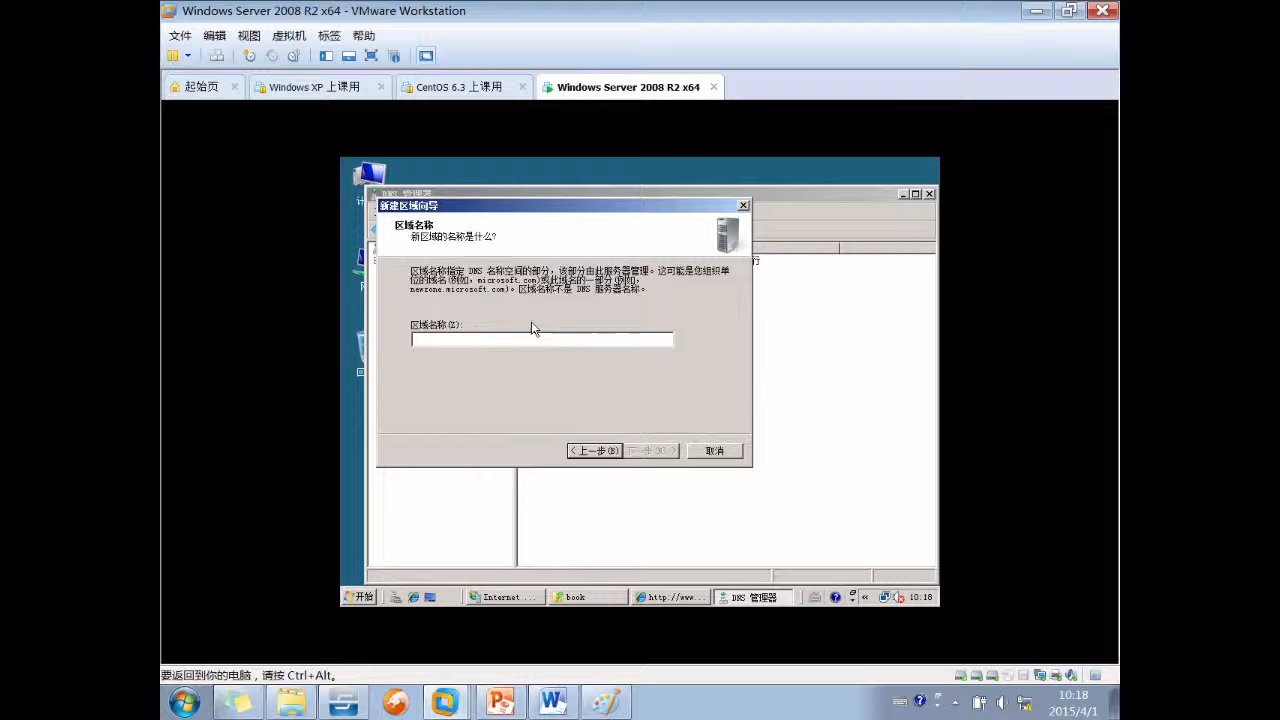 Windows Server 2008 R2 x64 - VMware Workstation
文件 编辑 视图 虚拟机 标签 帮助
起始页 Windows XP 上课用 CentOS 6.3 上课用 Windows Server 2008 R2 x64
DNS 管理器
新建区域向导
区域名称
新区域的名称是什么?
区域名称指定 DNS 名称空间的部分，该部分由此服务器管理。这可能是您组织单
位的域名(例如，microsoft.com)或此域名的一部分(例如，
newzone.microsoft.com)。区域名称不是 DNS 服务器名称。
行
区域名称(Z):
< 上一步(B) 下一步(N) > 取消
开始 Internet ... book http://www... DNS 管理器 10:18
要返回到你的电脑，请按 Ctrl+Alt。
10:18
2015/4/1